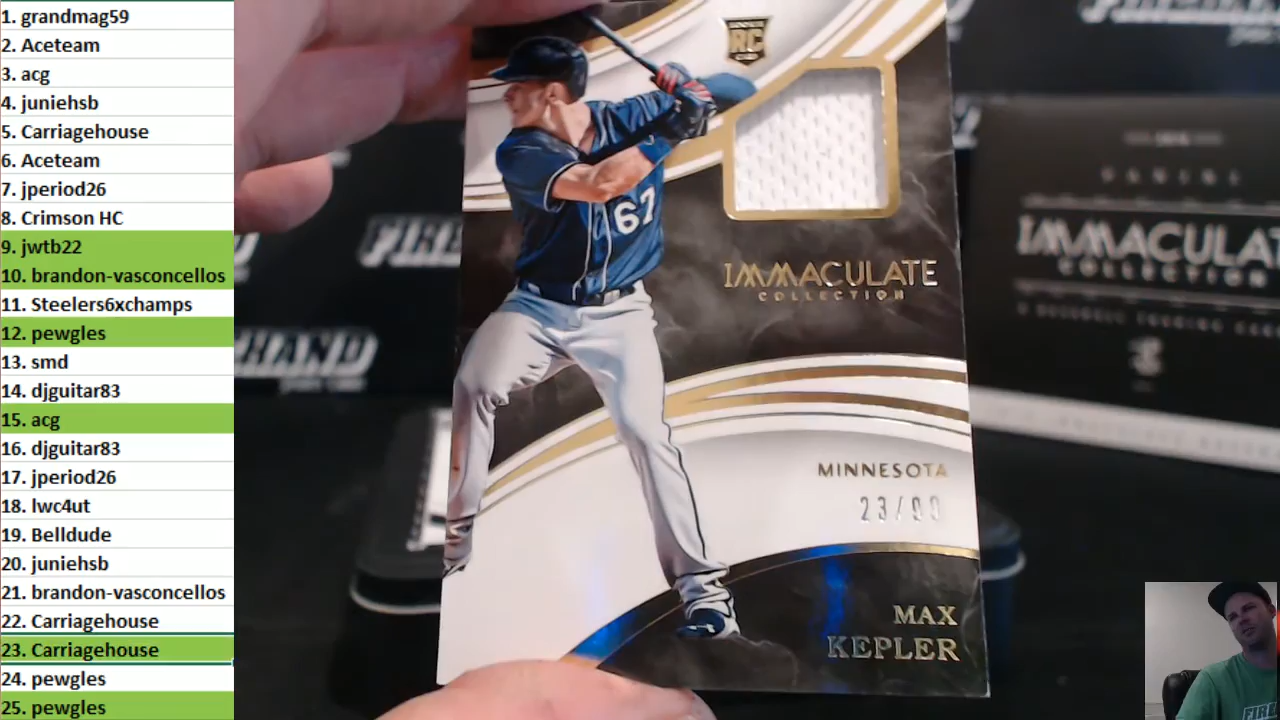 1. grandmag59
2. Aceteam
3. acg
4. juniehsb
5. Carriagehouse
6. Aceteam
7. jperiod26
8. Crimson HC
9. jwtb22
10. brandon-vasconcellos
11. Steelers6xchamps
12. pewgles
13. smd
14. djguitar83
15. acg
16. djguitar83
17. jperiod26
18. lwc4ut
19. Belldude
20. juniehsb
21. brandon-vasconcellos
22. Carriagehouse
23. Carriagehouse
24. pewgles
25. pewgles
RC
67
IMMACULATE
COLLECTION
MINNESOTA
23/99
MAX
KEPLER
PANINI
IMMACULAT
COLLECTION